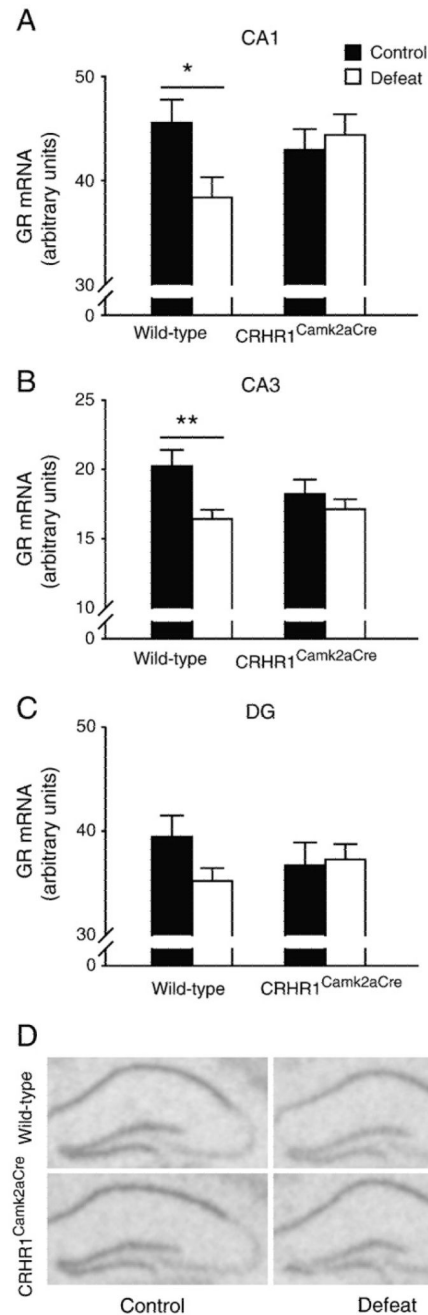 A
CA1
Control
Defeat
*
50
40
30
0
GR mRNA
(arbitrary units)
Wild-type
CRHR1Camk2aCre
B
CA3
**
25
20
15
10
0
GR mRNA
(arbitrary units)
Wild-type
CRHR1Camk2aCre
C
DG
50
40
30
0
GR mRNA
(arbitrary units)
Wild-type
CRHR1Camk2aCre
D
Wild-type
CRHR1Camk2aCre
Control
Defeat